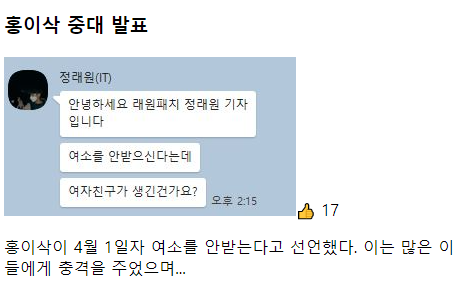 홍이삭 중대 발표
정래원(IT)
안녕하세요 래원패치 정래원 기자
입니다
여소를 안받으신다는데
여자친구가 생긴건가요?
오후 2:15
17
홍이삭이 4월 1일자 여소를 안받는다고 선언했다. 이는 많은 이
들에게 충격을 주었으며...